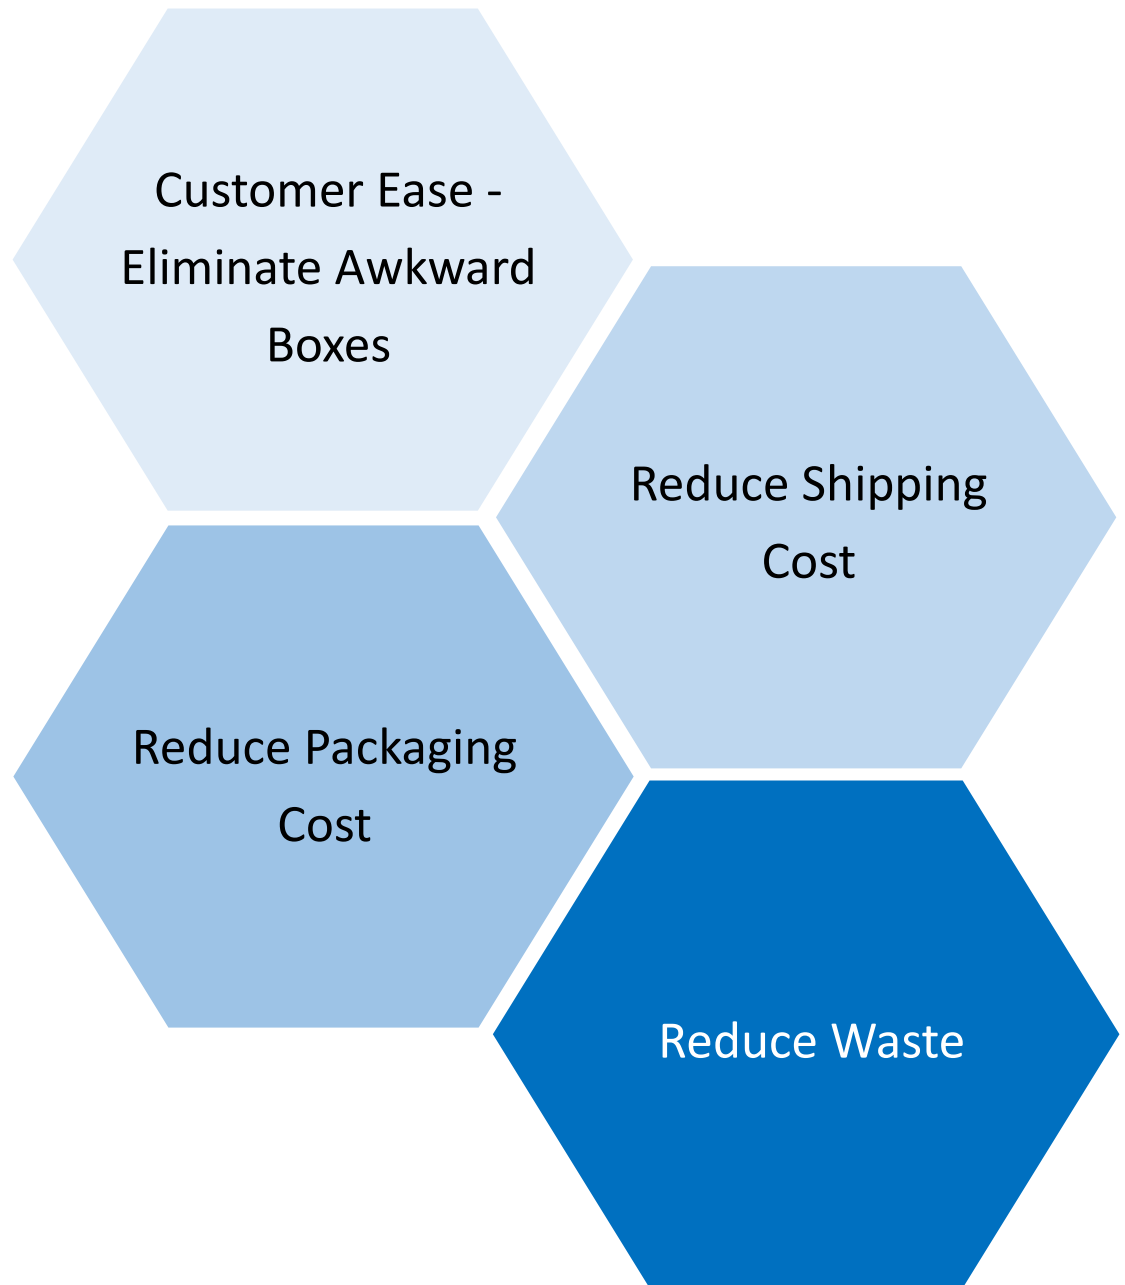 Customer Ease -
Eliminate Awkward
Boxes
Reduce Shipping
Cost
Reduce Packaging
Cost
Reduce Waste